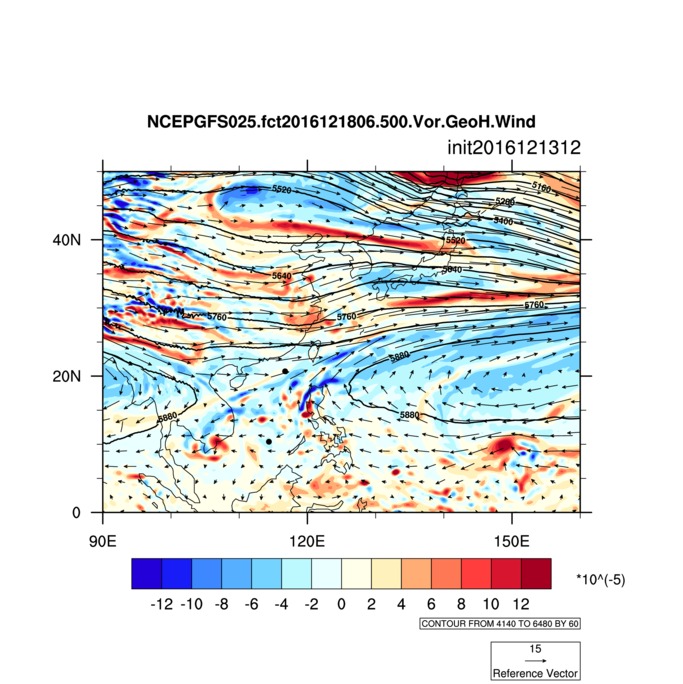 NCEPGFS025.fct2016121806.500.Vor.GeoH.Wind
init2016121312
5520
5160
5280
5400
40N
5520
5640
5640
5760
5760
5760
5880
20N
5880
5880
0
90E 120E 150E
-12 -10 -8 -6 -4 -2 0 2 4 6 8 10 12
*10^(-5)
CONTOUR FROM 4140 TO 6480 BY 60
15
Reference Vector